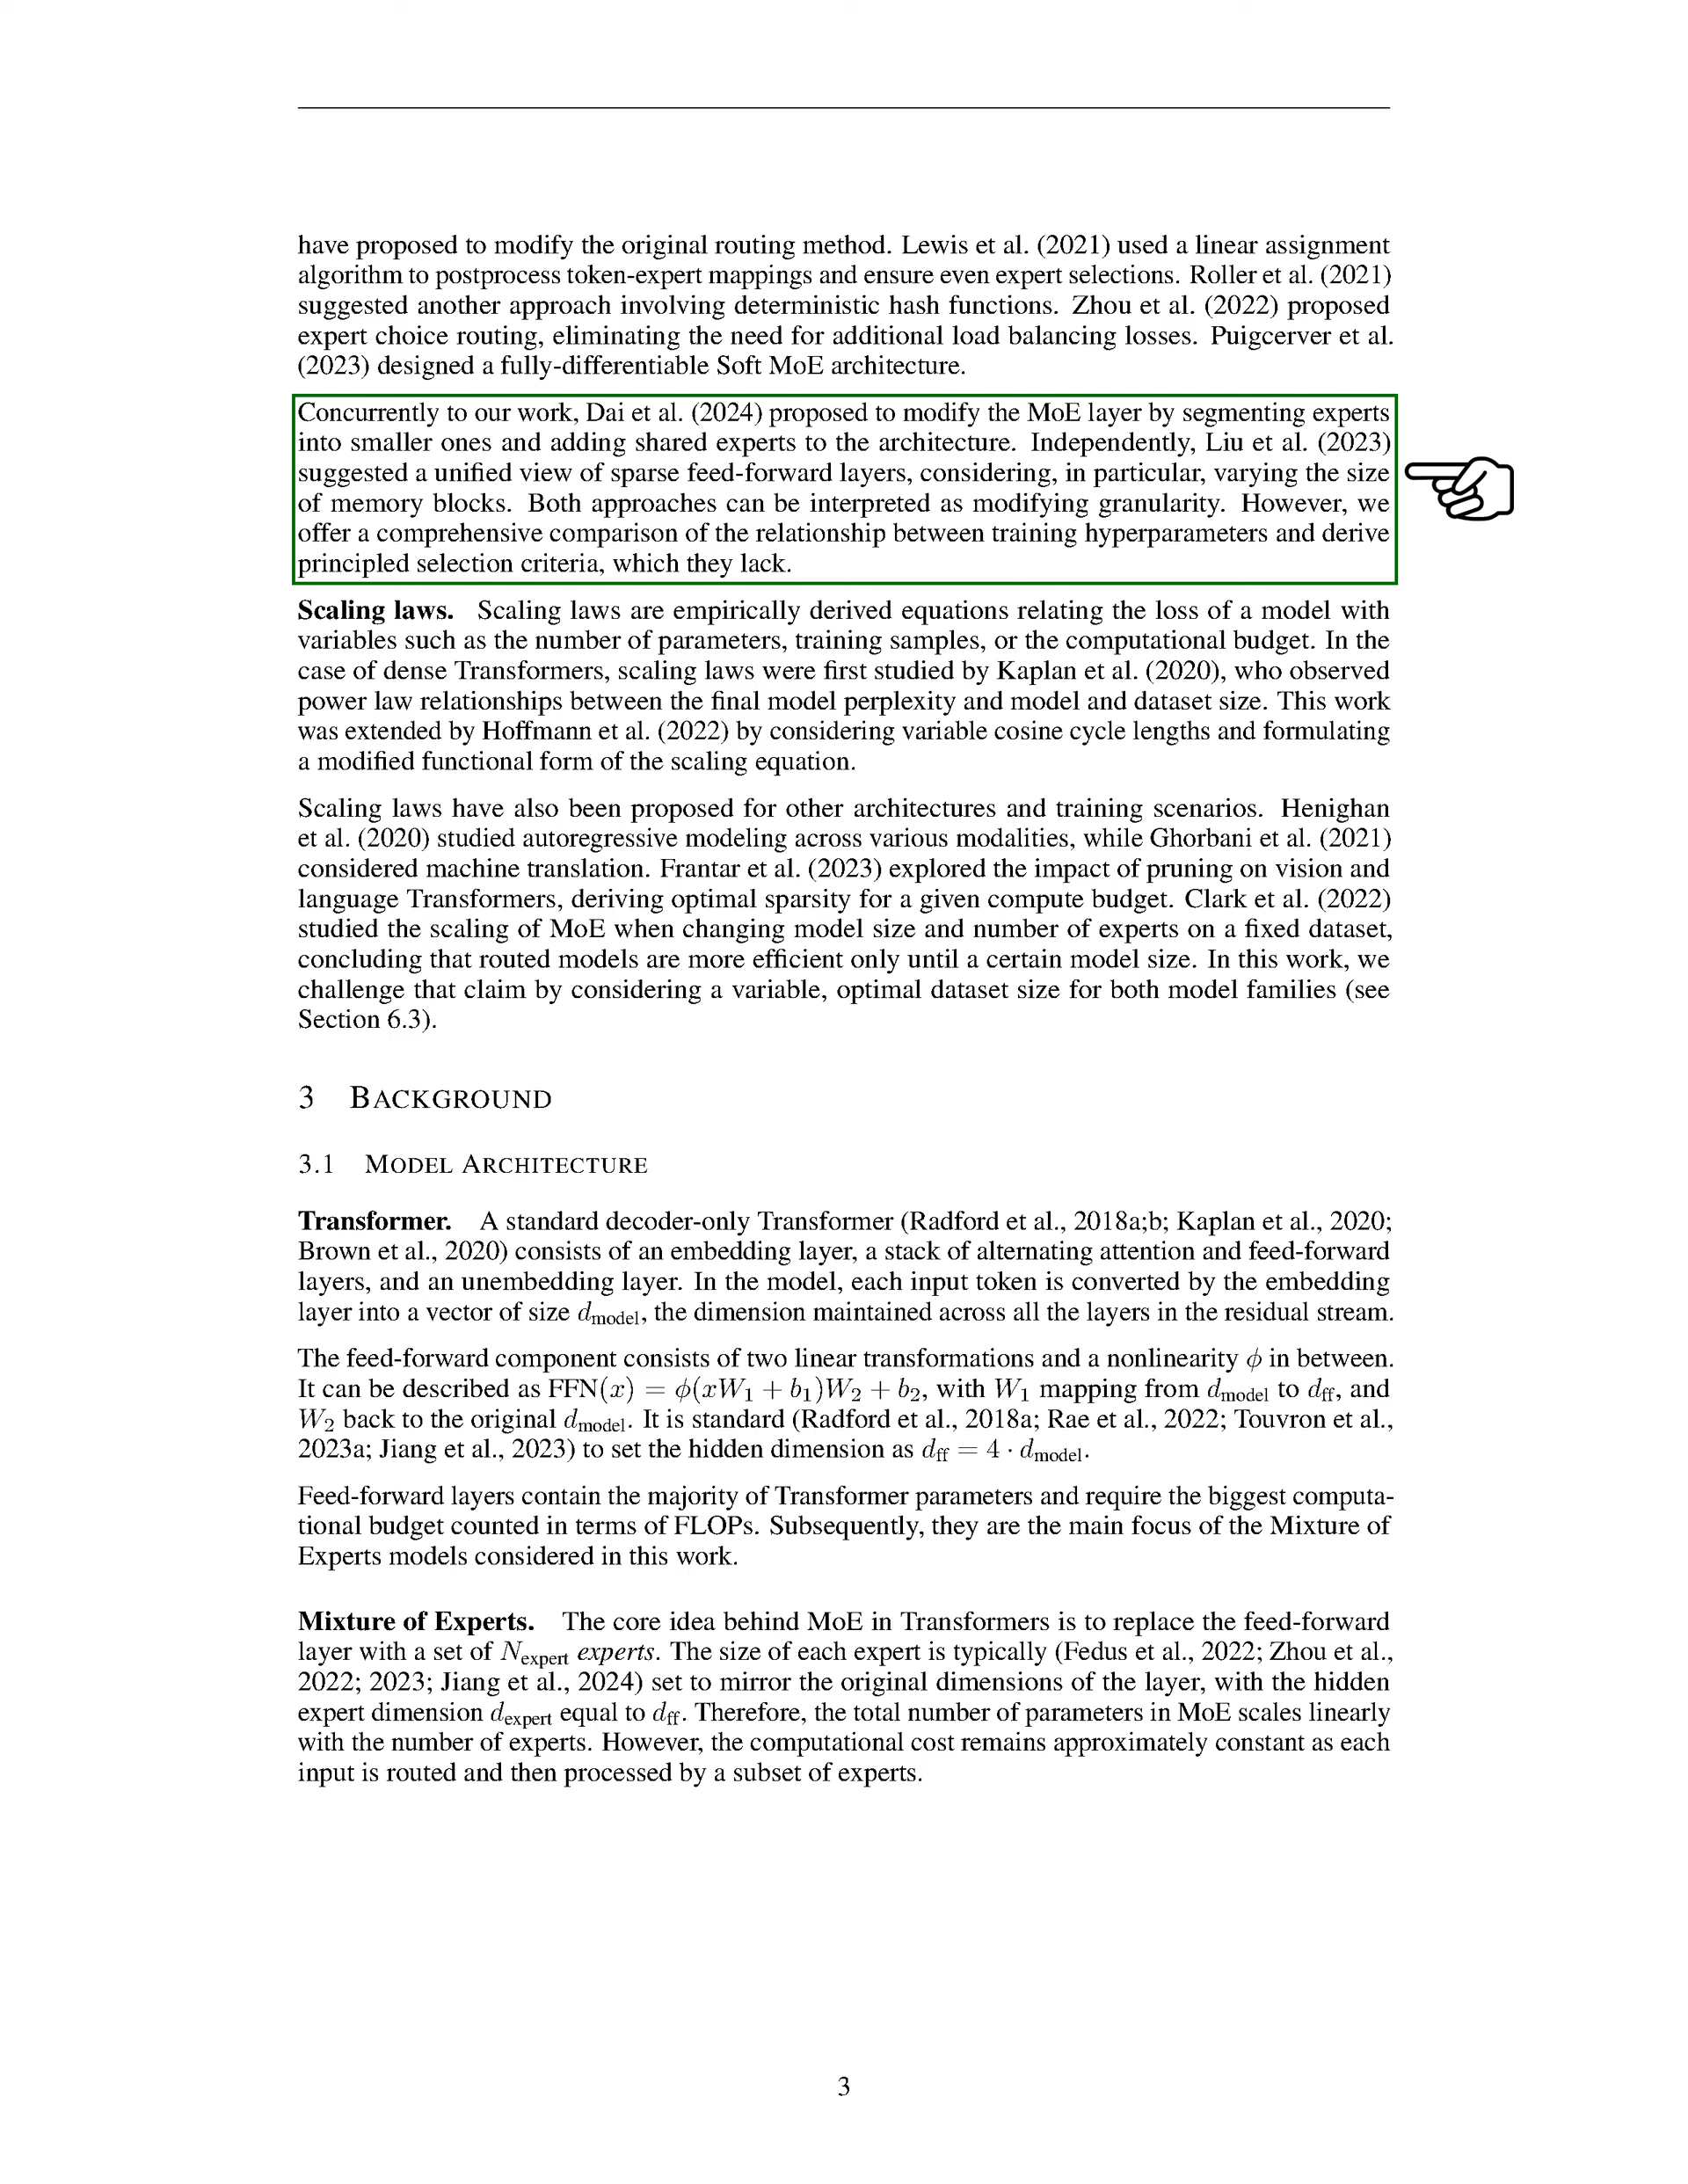 have proposed to modify the original routing method. Lewis et al. (2021) used a linear assignment
algorithm to postprocess token-expert mappings and ensure even expert selections. Roller et al. (2021)
suggested another approach involving deterministic hash functions. Zhou et al. (2022) proposed
expert choice routing, eliminating the need for additional load balancing losses. Puigcerver et al.
(2023) designed a fully-differentiable Soft MoE architecture.
Concurrently to our work, Dai et al. (2024) proposed to modify the MoE layer by segmenting experts
into smaller ones and adding shared experts to the architecture. Independently, Liu et al. (2023)
suggested a unified view of sparse feed-forward layers, considering, in particular, varying the size
of memory blocks. Both approaches can be interpreted as modifying granularity. However, we
offer a comprehensive comparison of the relationship between training hyperparameters and derive
principled selection criteria, which they lack.
Scaling laws. Scaling laws are empirically derived equations relating the loss of a model with
variables such as the number of parameters, training samples, or the computational budget. In the
case of dense Transformers, scaling laws were first studied by Kaplan et al. (2020), who observed
power law relationships between the final model perplexity and model and dataset size. This work
was extended by Hoffmann et al. (2022) by considering variable cosine cycle lengths and formulating
a modified functional form of the scaling equation.
Scaling laws have also been proposed for other architectures and training scenarios. Henighan
et al. (2020) studied autoregressive modeling across various modalities, while Ghorbani et al. (2021)
considered machine translation. Frantar et al. (2023) explored the impact of pruning on vision and
language Transformers, deriving optimal sparsity for a given compute budget. Clark et al. (2022)
studied the scaling of MoE when changing model size and number of experts on a fixed dataset,
concluding that routed models are more efficient only until a certain model size. In this work, we
challenge that claim by considering a variable, optimal dataset size for both model families (see
Section 6.3).
3 BACKGROUND
3.1 MODEL ARCHITECTURE
Transformer. A standard decoder-only Transformer (Radford et al., 2018a;b; Kaplan et al., 2020;
Brown et al., 2020) consists of an embedding layer, a stack of alternating attention and feed-forward
layers, and an unembedding layer. In the model, each input token is converted by the embedding
layer into a vector of size d_model, the dimension maintained across all the layers in the residual stream.
The feed-forward component consists of two linear transformations and a nonlinearity ϕ in between.
It can be described as FFN(x) = ϕ(xW₁ + b₁)W₂ + b₂, with W₁ mapping from d_model to d_ff, and
W₂ back to the original d_model. It is standard (Radford et al., 2018a; Rae et al., 2022; Touvron et al.,
2023a; Jiang et al., 2023) to set the hidden dimension as d_ff = 4 · d_model.
Feed-forward layers contain the majority of Transformer parameters and require the biggest computa-
tional budget counted in terms of FLOPs. Subsequently, they are the main focus of the Mixture of
Experts models considered in this work.
Mixture of Experts. The core idea behind MoE in Transformers is to replace the feed-forward
layer with a set of N_expert experts. The size of each expert is typically (Fedus et al., 2022; Zhou et al.,
2022; 2023; Jiang et al., 2024) set to mirror the original dimensions of the layer, with the hidden
expert dimension d_expert equal to d_ff. Therefore, the total number of parameters in MoE scales linearly
with the number of experts. However, the computational cost remains approximately constant as each
input is routed and then processed by a subset of experts.
3